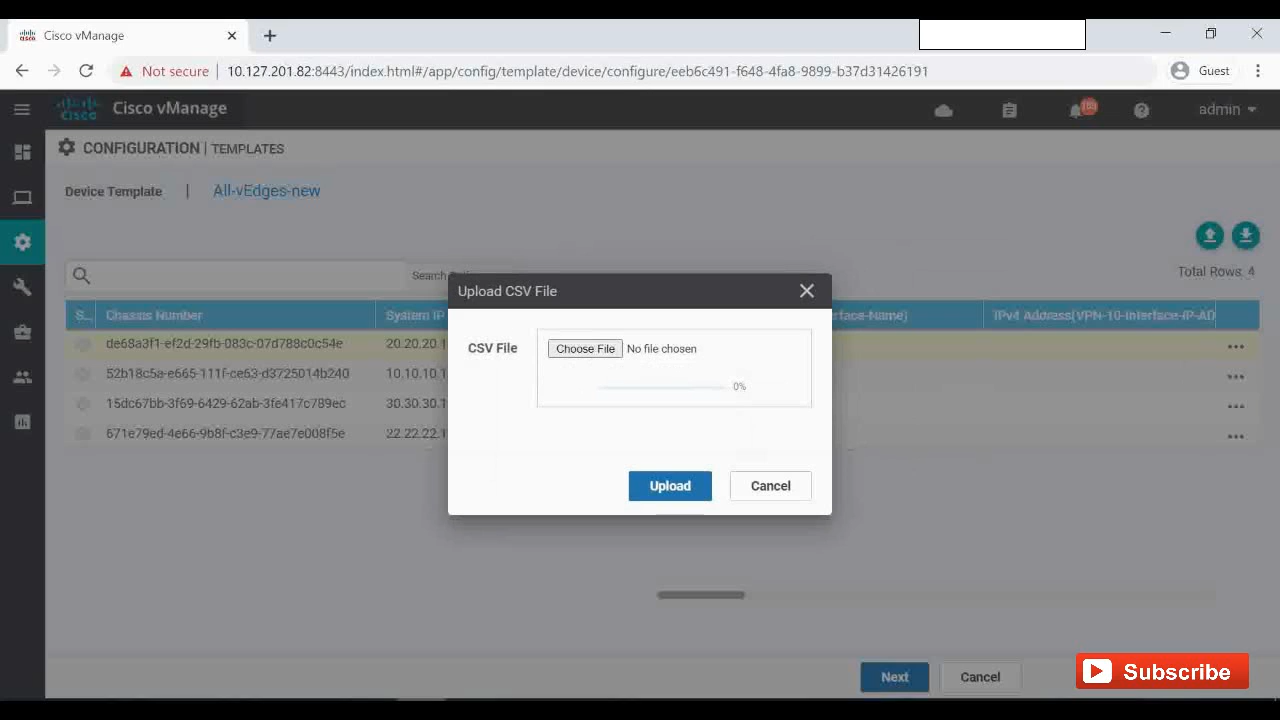 Cisco vManage
Not secure | 10.127.201.82:8443/index.html#/app/config/template/device/configure/eeb6c491-f648-4fa8-9899-b37d31426191
Guest
cisco Cisco vManage
admin
CONFIGURATION | TEMPLATES
Device Template | All-vEdges-new
Total Rows: 4
Search
Upload CSV File
S... Chassis Number System IP erface-Name) IPv4 Address(VPN-10-Interface-IP-AD
CSV File Choose File No file chosen
0%
de68a3f1-ef2d-29fb-083c-07d788c0c54e 20.20.20.1
52b18c5a-e665-111f-ce63-d3725014b240 10.10.10.1
15dc67bb-3f69-6429-62ab-3fe417c789ec 30.30.30.1
671e79ed-4e66-9b8f-c3e9-77ae7e008f5e 22.22.22.1
Upload Cancel
Next Cancel
Subscribe